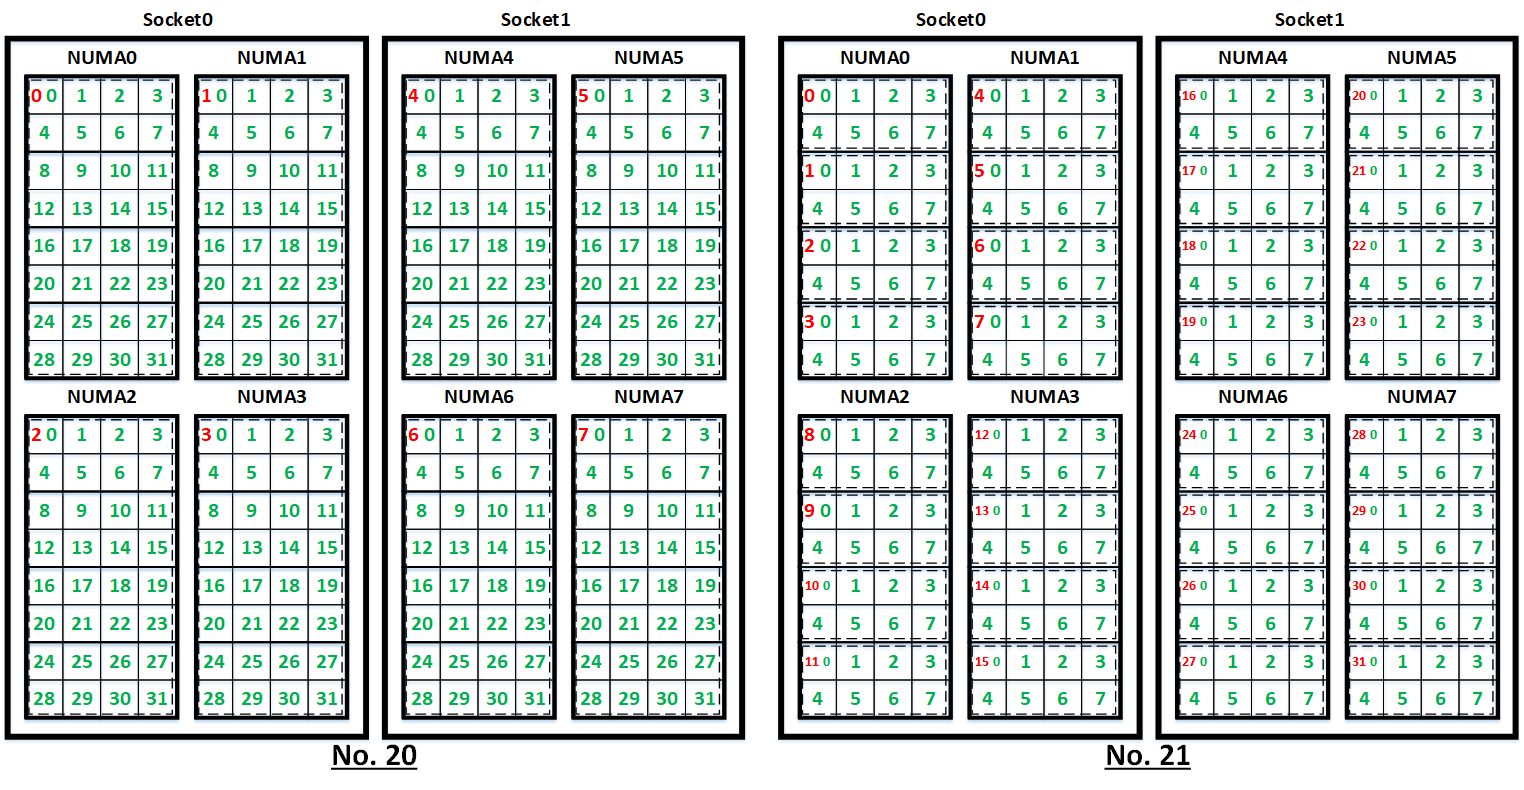 Socket0 Socket1 Socket0 Socket1
NUMA0 NUMA1 NUMA4 NUMA5 NUMA0 NUMA1 NUMA4 NUMA5
0 0 1 2 3 1 0 1 2 3 4 0 1 2 3 5 0 1 2 3 0 0 1 2 3 4 0 1 2 3 16 0 1 2 3 20 0 1 2 3
4 5 6 7 4 5 6 7 4 5 6 7 4 5 6 7 4 5 6 7 4 5 6 7 4 5 6 7 4 5 6 7
8 9 10 11 8 9 10 11 8 9 10 11 8 9 10 11 1 0 1 2 3 5 0 1 2 3 17 0 1 2 3 21 0 1 2 3
12 13 14 15 12 13 14 15 12 13 14 15 12 13 14 15 4 5 6 7 4 5 6 7 4 5 6 7 4 5 6 7
16 17 18 19 16 17 18 19 16 17 18 19 16 17 18 19 2 0 1 2 3 6 0 1 2 3 18 0 1 2 3 22 0 1 2 3
20 21 22 23 20 21 22 23 20 21 22 23 20 21 22 23 4 5 6 7 4 5 6 7 4 5 6 7 4 5 6 7
24 25 26 27 24 25 26 27 24 25 26 27 24 25 26 27 3 0 1 2 3 7 0 1 2 3 19 0 1 2 3 23 0 1 2 3
28 29 30 31 28 29 30 31 28 29 30 31 28 29 30 31 4 5 6 7 4 5 6 7 4 5 6 7 4 5 6 7
NUMA2 NUMA3 NUMA6 NUMA7 NUMA2 NUMA3 NUMA6 NUMA7
2 0 1 2 3 3 0 1 2 3 6 0 1 2 3 7 0 1 2 3 8 0 1 2 3 12 0 1 2 3 24 0 1 2 3 28 0 1 2 3
4 5 6 7 4 5 6 7 4 5 6 7 4 5 6 7 4 5 6 7 4 5 6 7 4 5 6 7 4 5 6 7
8 9 10 11 8 9 10 11 8 9 10 11 8 9 10 11 9 0 1 2 3 13 0 1 2 3 25 0 1 2 3 29 0 1 2 3
12 13 14 15 12 13 14 15 12 13 14 15 12 13 14 15 4 5 6 7 4 5 6 7 4 5 6 7 4 5 6 7
16 17 18 19 16 17 18 19 16 17 18 19 16 17 18 19 10 0 1 2 3 14 0 1 2 3 26 0 1 2 3 30 0 1 2 3
20 21 22 23 20 21 22 23 20 21 22 23 20 21 22 23 4 5 6 7 4 5 6 7 4 5 6 7 4 5 6 7
24 25 26 27 24 25 26 27 24 25 26 27 24 25 26 27 11 0 1 2 3 15 0 1 2 3 27 0 1 2 3 31 0 1 2 3
28 29 30 31 28 29 30 31 28 29 30 31 28 29 30 31 4 5 6 7 4 5 6 7 4 5 6 7 4 5 6 7
No. 20 No. 21